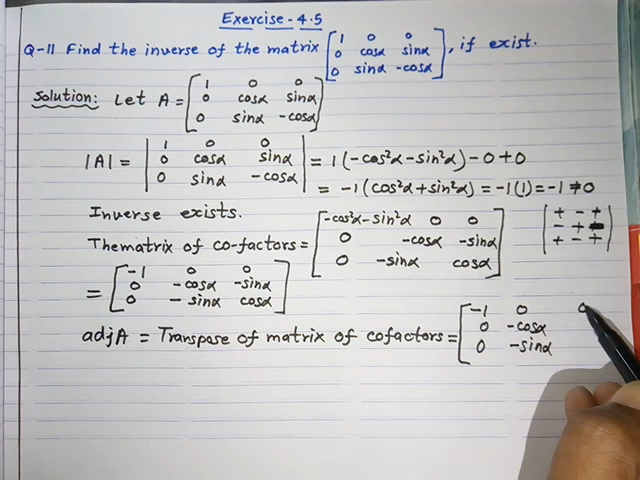 Exercise-4.5
Q-11 Find the inverse of the matrix [1 0 0; 0 cosα sinα; 0 sinα -cosα], if exist.
Solution: Let A = [1 0 0; 0 cosα sinα; 0 sinα -cosα]
|A| = |1 0 0; 0 cosα sinα; 0 sinα -cosα| = 1(-cos²α-sin²α)-0+0
= -1(cos²α+sin²α) = -1(1) = -1 ≠0
Inverse exists.
Thematrix of co-factors = [-cos²α-sin²α 0 0; 0 -cosα -sinα; 0 -sinα cosα] |+ - +; - + -; + - +|
= [-1 0 0; 0 -cosα -sinα; 0 -sinα cosα]
adjA = Transpose of matrix of cofactors = [-1 0 0; 0 -cosα; 0 -sinα